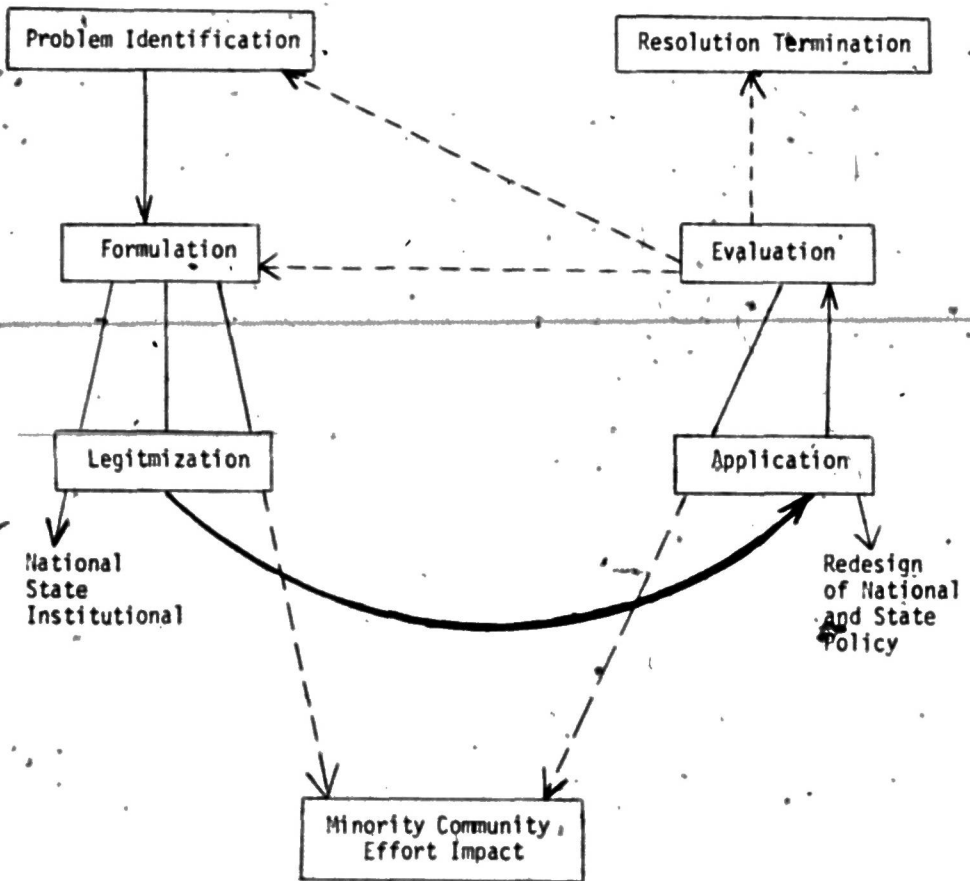 Problem Identification
Resolution Termination
Formulation
Evaluation
Legitmization
Application
National
State
Institutional
Redesign
of National
and State
Policy
Minority Community
Effort Impact